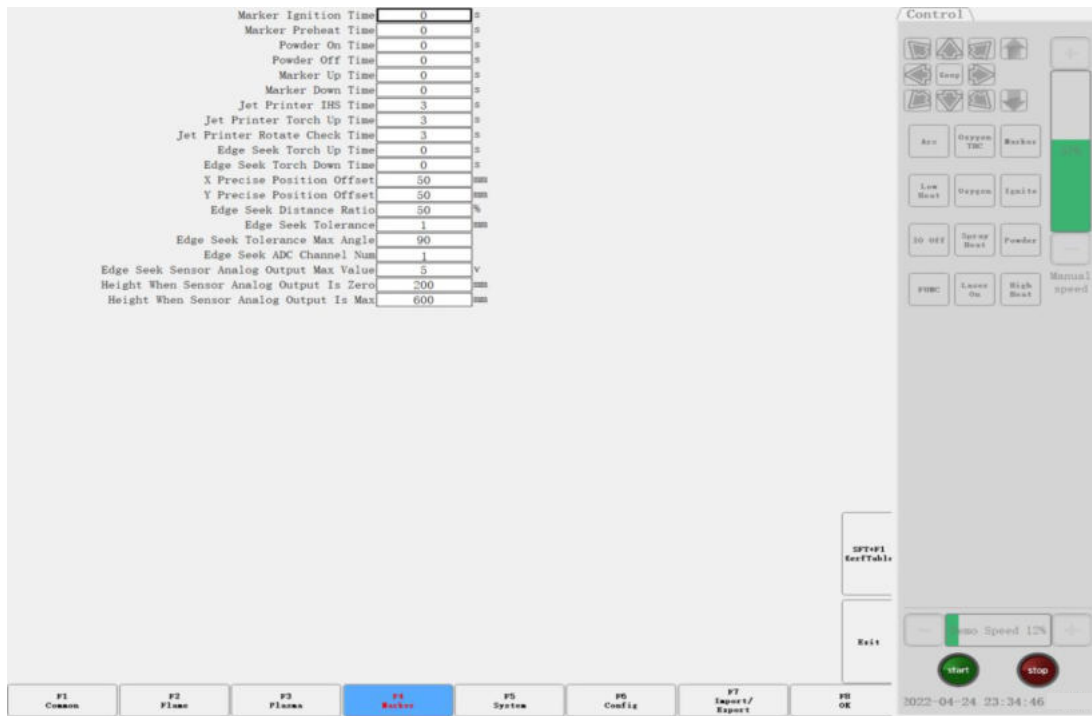 Marker Ignition Time 0 s
Marker Preheat Time 0 s
Powder On Time 0 s
Powder Off Time 0 s
Marker Up Time 0 s
Marker Down Time 0 s
Jet Printer IHS Time 3 s
Jet Printer Torch Up Time 3 s
Jet Printer Rotate Check Time 3 s
Edge Seek Torch Up Time 0 s
Edge Seek Torch Down Time 0 s
X Precise Position Offset 50 mm
Y Precise Position Offset 50 mm
Edge Seek Distance Ratio 50 %
Edge Seek Tolerance 1 mm
Edge Seek Tolerance Max Angle 90
Edge Seek ADC Channel Num 1
Edge Seek Sensor Analog Output Max Value 5 v
Height When Sensor Analog Output Is Zero 200 mm
Height When Sensor Analog Output Is Max 600 mm
SFT+F1
KerfTable
Exit
F1
Common
F2
Flame
F3
Plasma
F4
Marker
F5
System
F6
Config
F7
Import/
Export
F8
OK
Control
+
Keep
Arc
Oxygen
THC
Marker
Low
Heat
Oxygen
Ignite
IO Off
Spray
Heat
Powder
FUNC
Laser
On
High
Heat
Manual
speed
Demo Speed 12% +
start
stop
2022-04-24 23:34:46